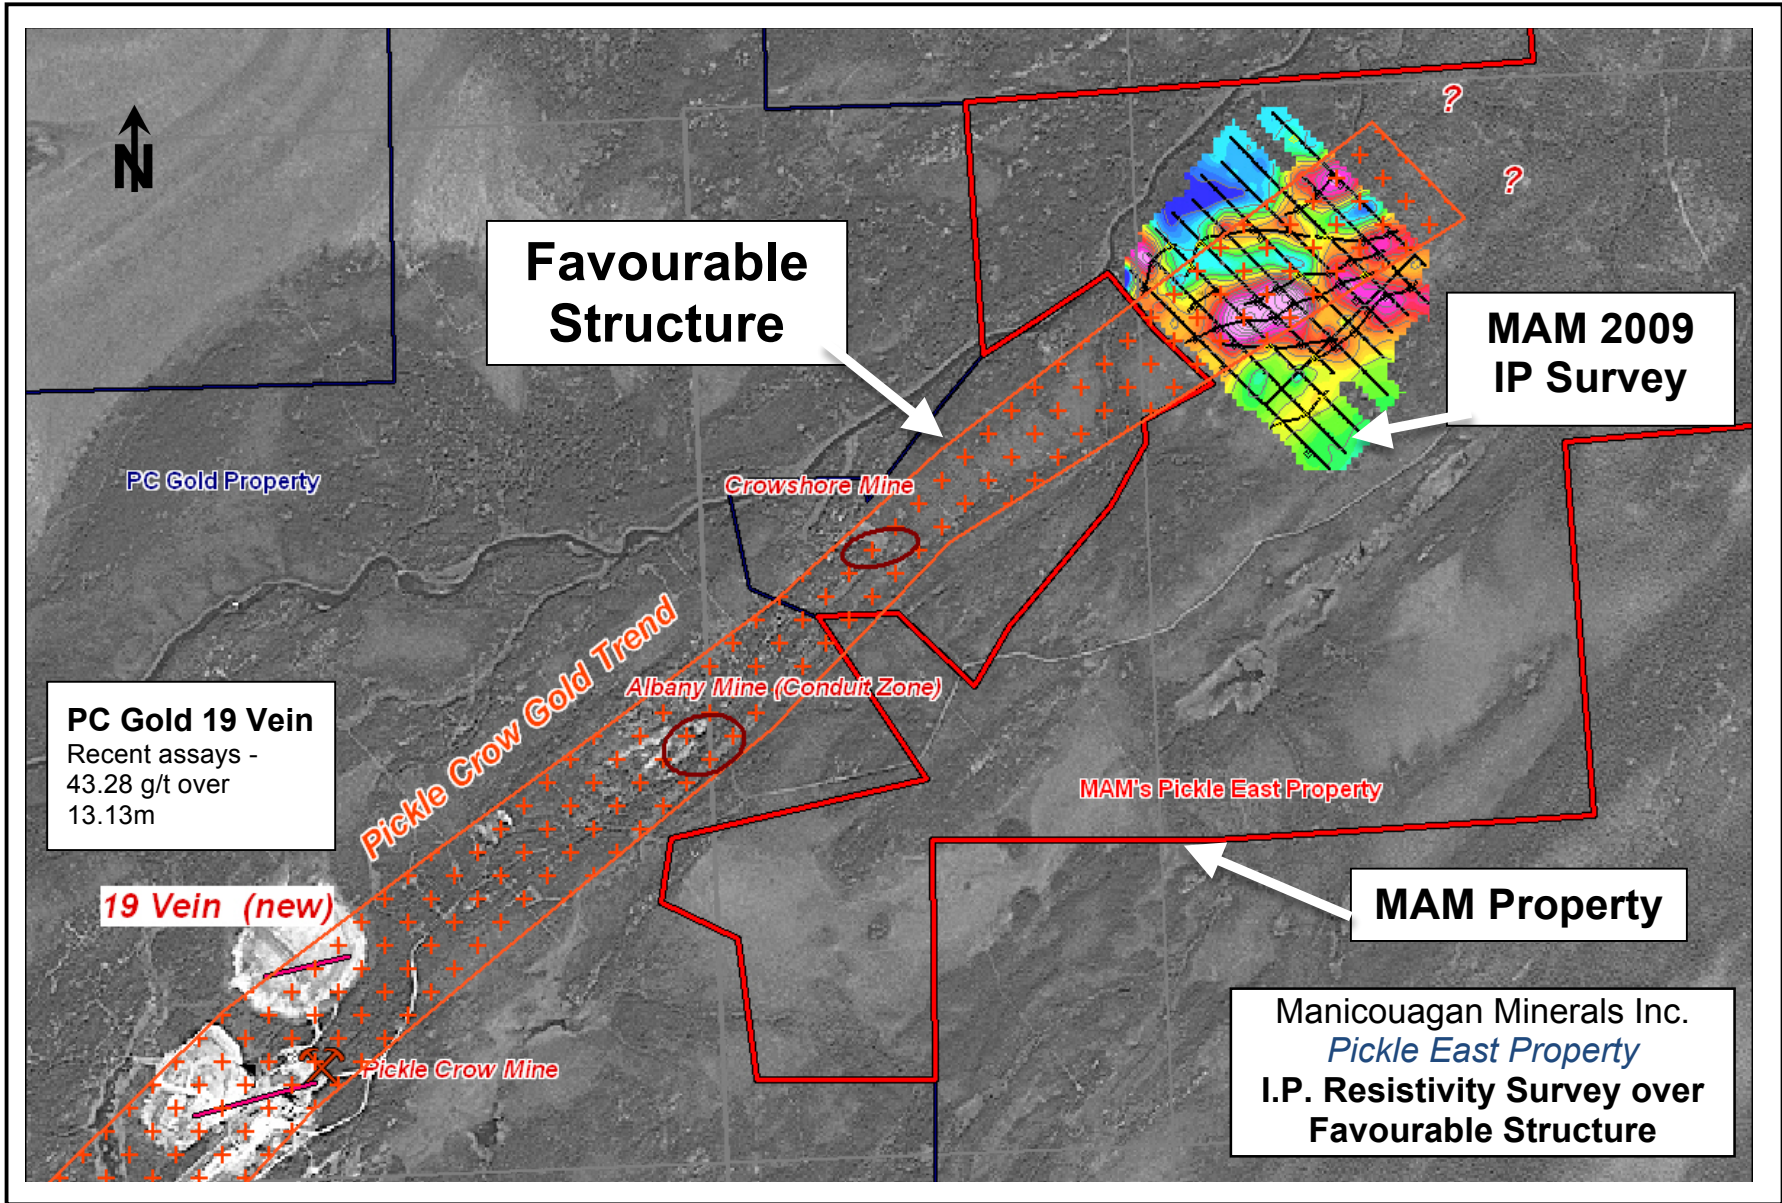 ?
?
N
Favourable
Structure
MAM 2009
IP Survey
PC Gold Property
Crowshore Mine
Pickle Crow Gold Trend
Albany Mine (Conduit Zone)
PC Gold 19 Vein
Recent assays -
43.28 g/t over
13.13m
MAM's Pickle East Property
19 Vein (new)
MAM Property
Pickle Crow Mine
Manicouagan Minerals Inc.
Pickle East Property
I.P. Resistivity Survey over
Favourable Structure